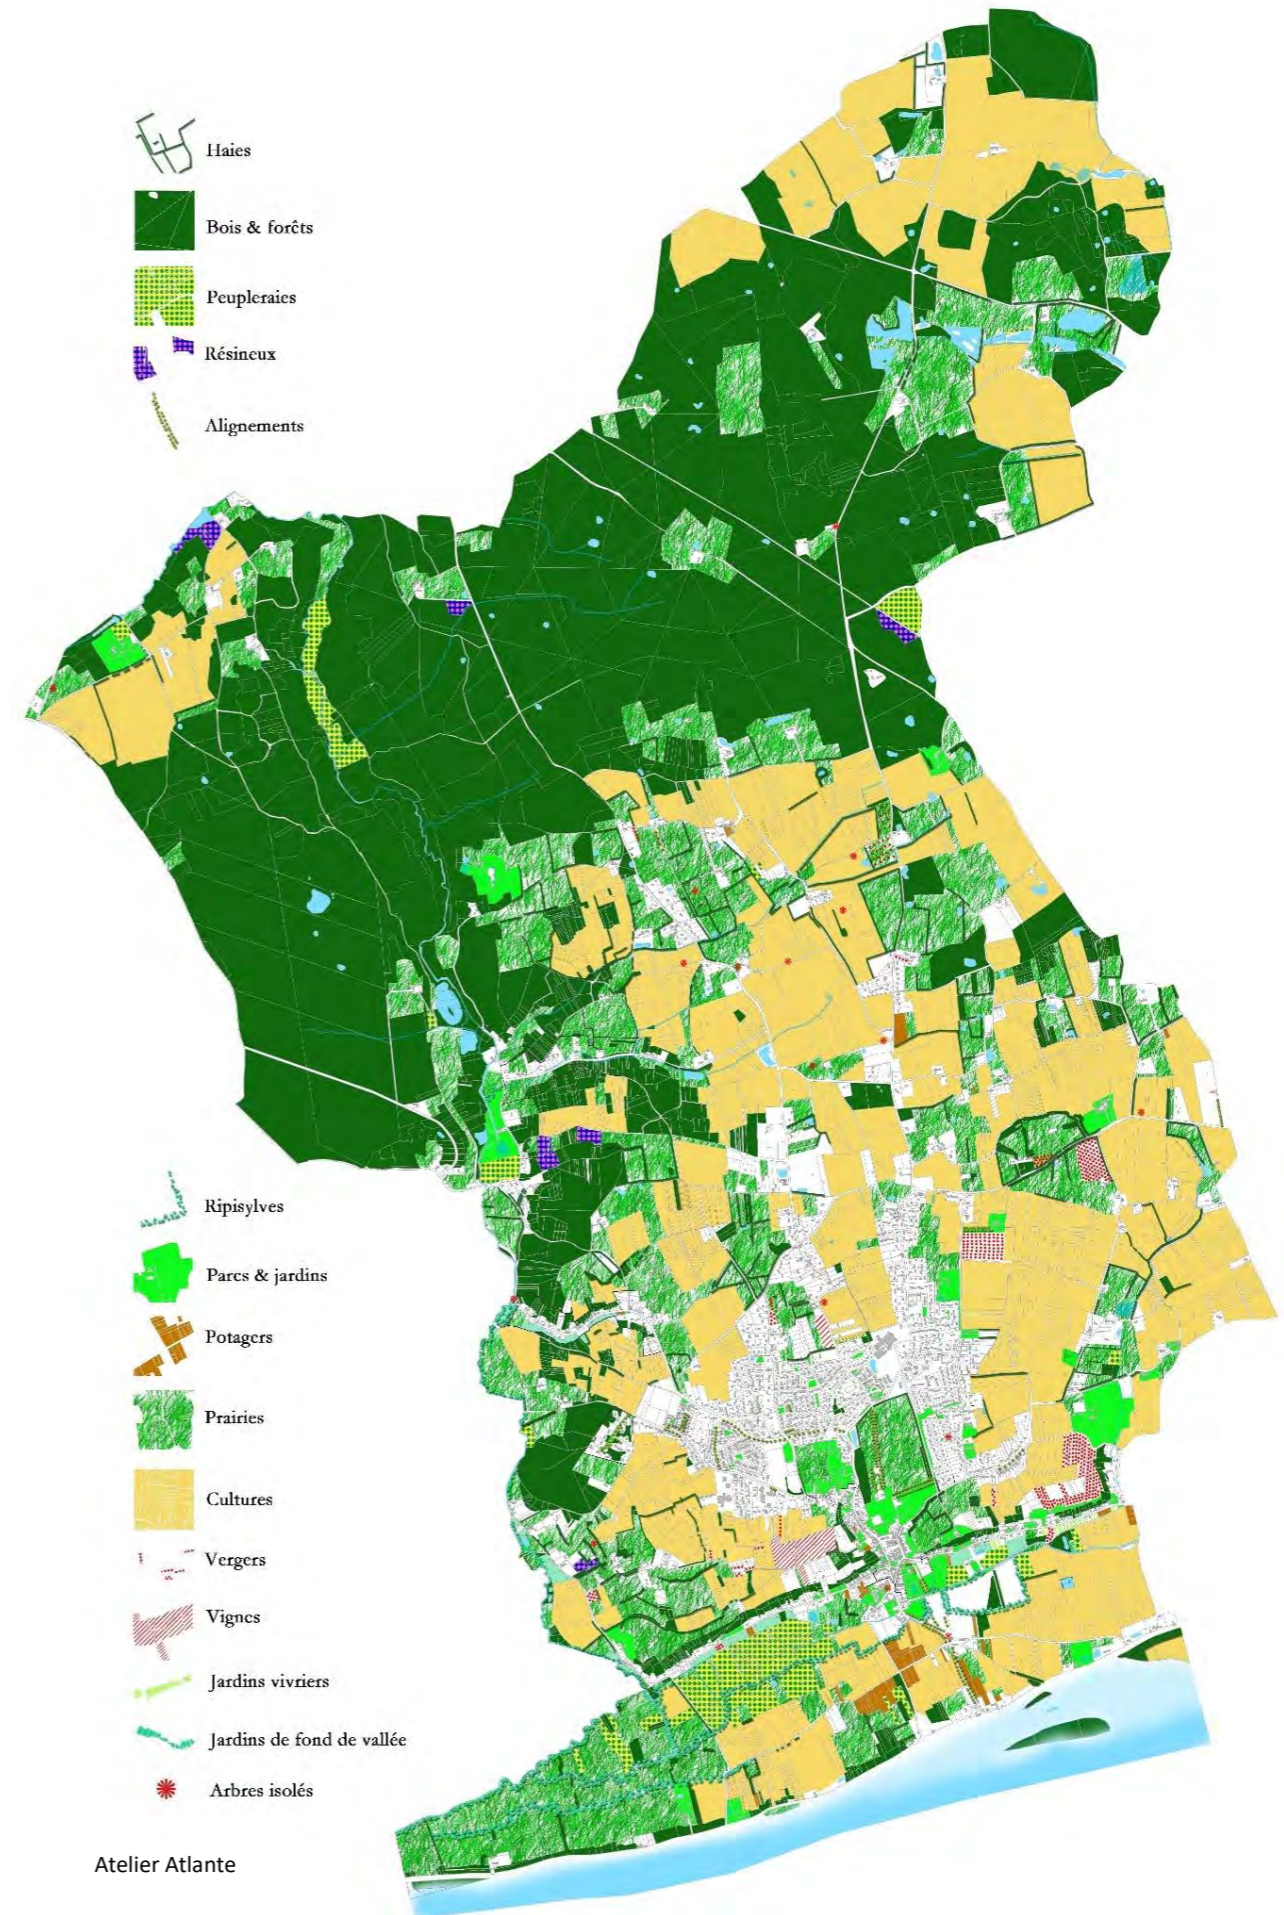 Haies
Bois & forêts
Peupleraies
Résineux
Alignements
Ripisylves
Parcs & jardins
Potagers
Prairies
Cultures
Vergers
Vignes
Jardins vivriers
Jardins de fond de vallée
Arbres isolés
Atelier Atlante